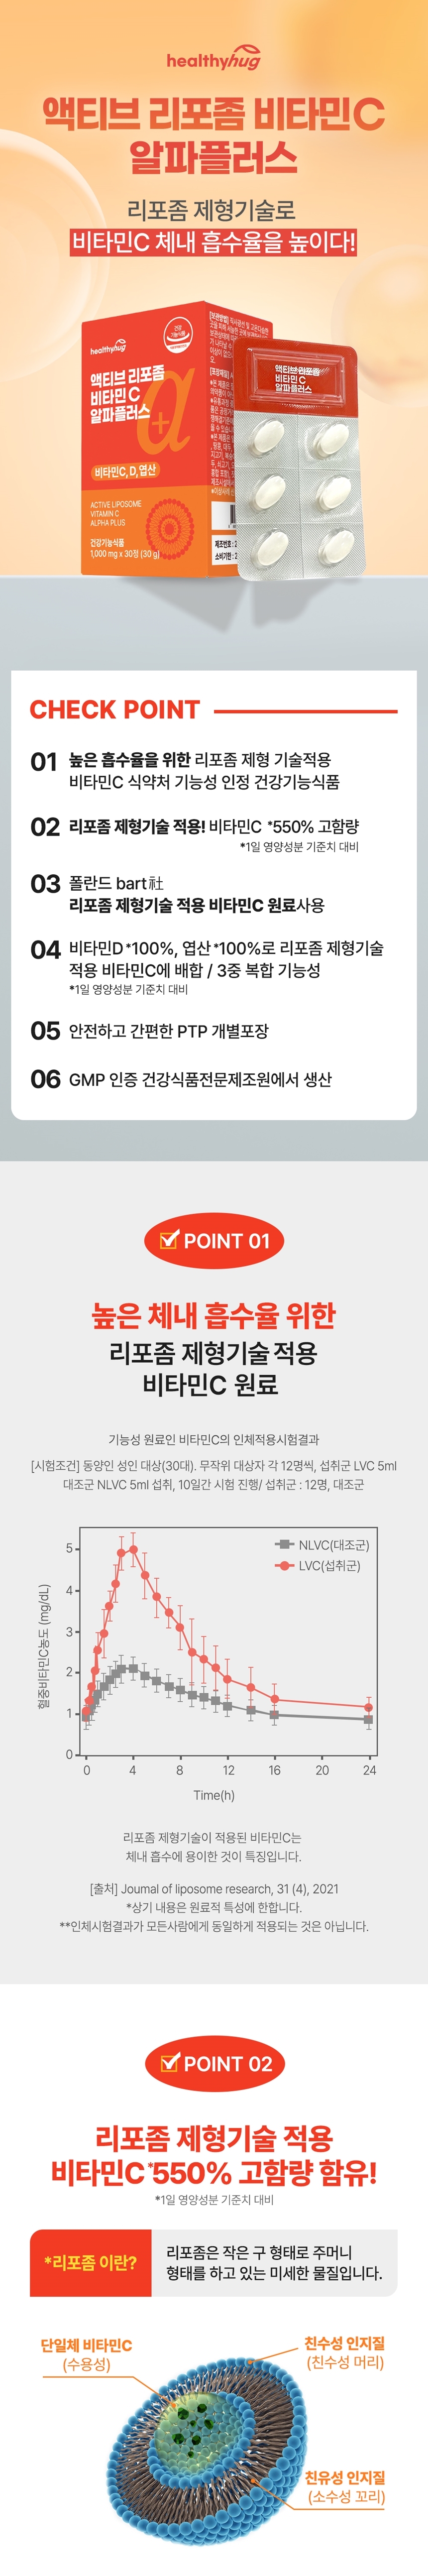 healthyhug
액티브 리포좀 비타민C
알파플러스
리포좀 제형기술로
비타민C 체내 흡수율을 높이다!
건강
기능식품
healthyhug
액티브 리포좀
비타민 C
알파플러스
α+
비타민C, D, 엽산
ACTIVE LIPOSOME
VITAMIN C
ALPHA PLUS
건강기능식품
1,000 mg x 30정 (30 g)
액티브 리포좀
비타민 C
알파플러스
CHECK POINT
01 높은 흡수율을 위한 리포좀 제형 기술적용
비타민C 식약처 기능성 인정 건강기능식품
02 리포좀 제형기술 적용! 비타민C *550% 고함량
*1일 영양성분 기준치 대비
03 폴란드 bart社
리포좀 제형기술 적용 비타민C 원료사용
04 비타민D*100%, 엽산*100%로 리포좀 제형기술
적용 비타민C에 배합 / 3중 복합 기능성
*1일 영양성분 기준치 대비
05 안전하고 간편한 PTP 개별포장
06 GMP 인증 건강식품전문제조원에서 생산
POINT 01
높은 체내 흡수율 위한
리포좀 제형기술 적용
비타민C 원료
기능성 원료인 비타민C의 인체적용시험결과
[시험조건] 동양인 성인 대상(30대). 무작위 대상자 각 12명씩, 섭취군 LVC 5ml
대조군 NLVC 5ml 섭취, 10일간 시험 진행/ 섭취군 : 12명, 대조군
NLVC(대조군)
LVC(섭취군)
혈중비타민C농도 (mg/dL)
5
4
3
2
1
0
0 4 8 12 16 20 24
Time(h)
리포좀 제형기술이 적용된 비타민C는
체내 흡수에 용이한 것이 특징입니다.
[출처] Journal of liposome research, 31 (4), 2021
*상기 내용은 원료적 특성에 한합니다.
**인체시험결과가 모든사람에게 동일하게 적용되는 것은 아닙니다.
POINT 02
리포좀 제형기술 적용
비타민C*550% 고함량 함유!
*1일 영양성분 기준치 대비
*리포좀 이란?
리포좀은 작은 구 형태로 주머니
형태를 하고 있는 미세한 물질입니다.
단일체 비타민C
(수용성)
친수성 인지질
(친수성 머리)
친유성 인지질
(소수성 꼬리)